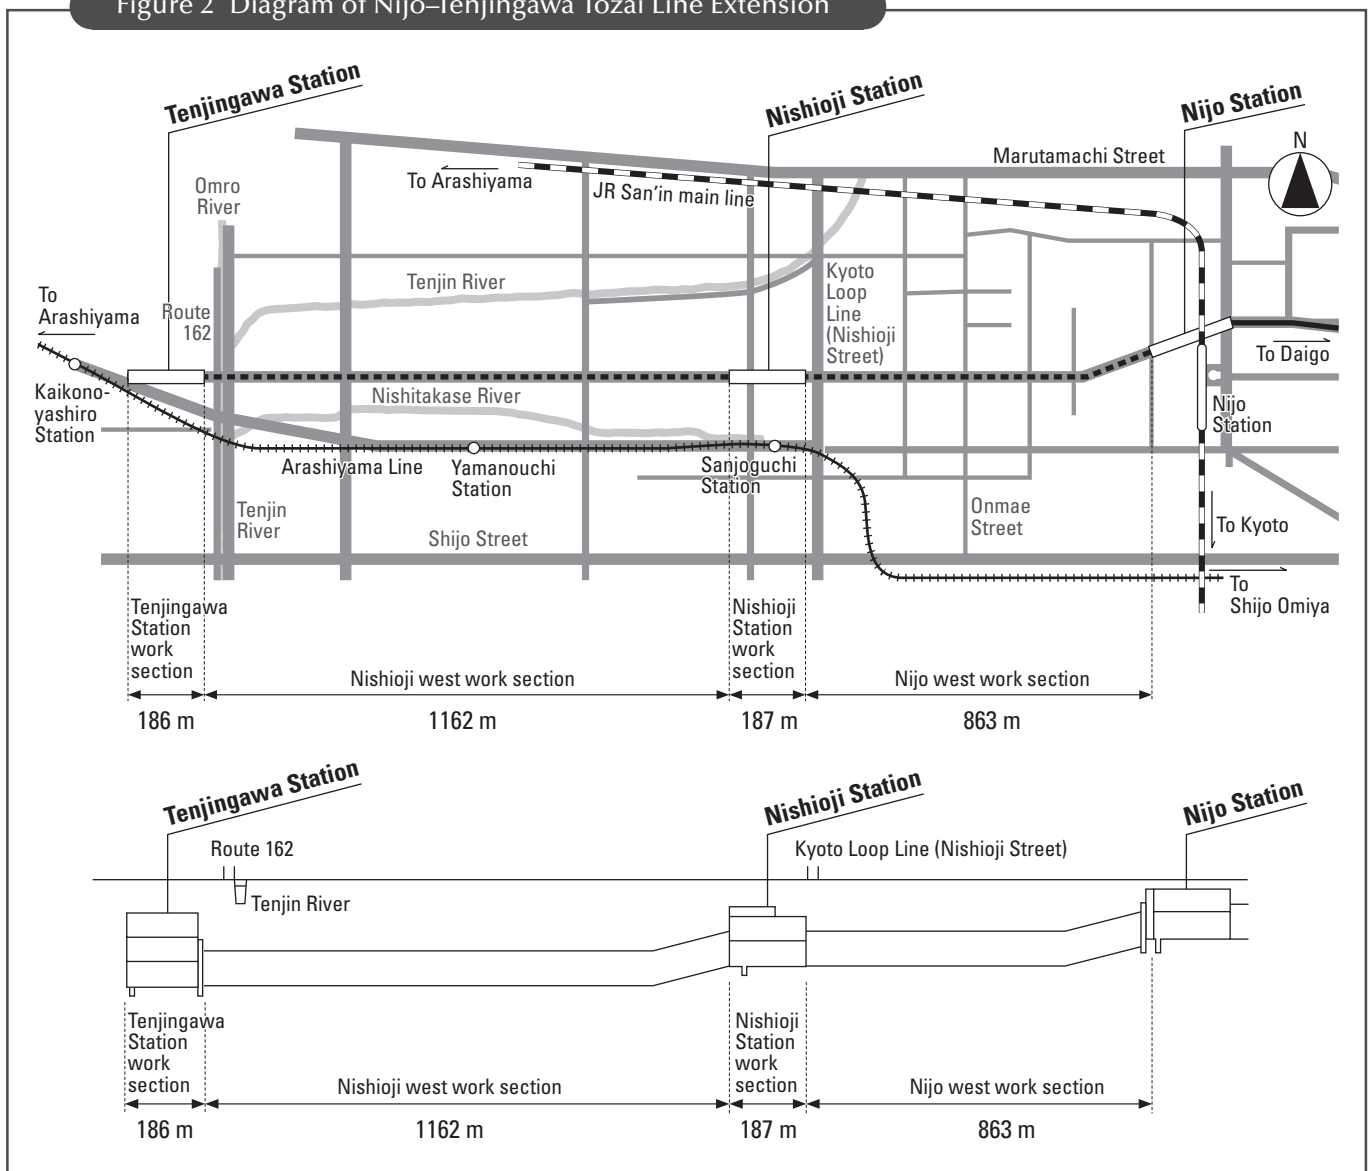 Figure 2 Diagram of Nijo–Tenjingawa Tozai Line Extension
Tenjingawa Station
Nishioji Station
Nijo Station
N
Marutamachi Street
To Arashiyama
JR San'in main line
Omro
River
Tenjin River
Kyoto
Loop
Line
(Nishioji
Street)
To
Arashiyama
Route
162
To Daigo
Kaikono-
yashiro
Station
Nishitakase River
Nijo
Station
Arashiyama Line
Yamanouchi
Station
Sanjoguchi
Station
Tenjin
River
Onmae
Street
Shijo Street
To Kyoto
To
Shijo Omiya
Tenjingawa
Station
work
section
Nishioji
Station
work
section
Nishioji west work section
Nijo west work section
186 m
1162 m
187 m
863 m
Tenjingawa Station
Nishioji Station
Nijo Station
Route 162
Kyoto Loop Line (Nishioji Street)
Tenjin River
Tenjingawa
Station
work
section
Nishioji
Station
work
section
Nishioji west work section
Nijo west work section
186 m
1162 m
187 m
863 m